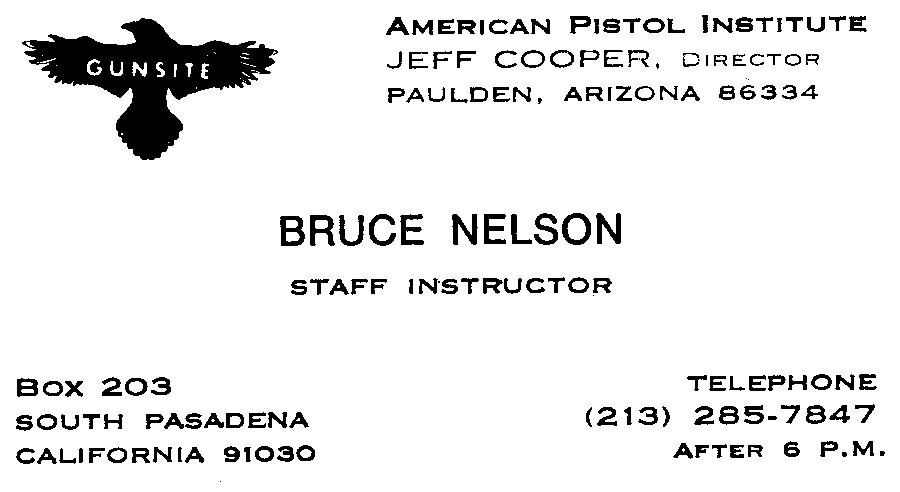 GUNSITE
AMERICAN PISTOL INSTITUTE
JEFF COOPER, DIRECTOR
PAULDEN, ARIZONA 86334
BRUCE NELSON
STAFF INSTRUCTOR
BOX 203
SOUTH PASADENA
CALIFORNIA 91030
TELEPHONE
(213) 285-7847
AFTER 6 P.M.